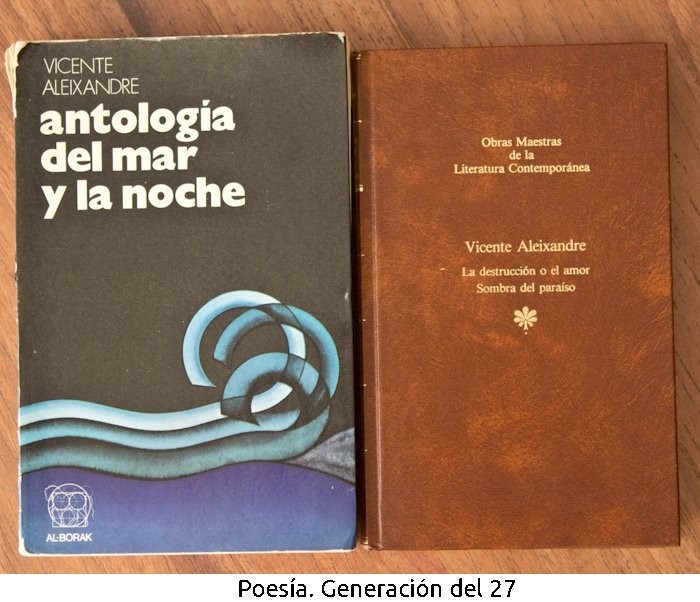 VICENTE
ALEIXANDRE
antología
del mar
y la noche
AL-BORAK
Obras Maestras
de la
Literatura Contemporánea
Vicente Aleixandre
La destrucción o el amor
Sombra del paraíso
Poesía. Generación del 27